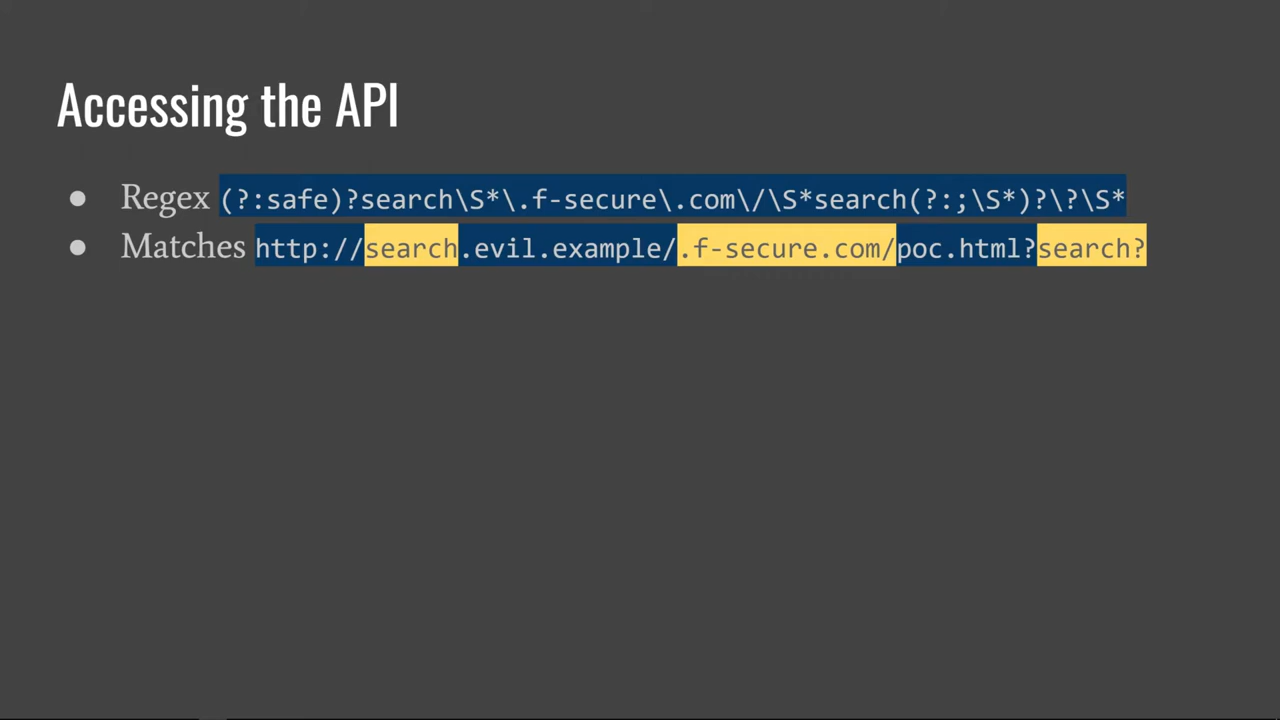 Accessing the API
● Regex (?:safe)?search\S*\.f-secure\.com\/\S*search(?:;\S*)?\?\S*
● Matches http://search.evil.example/.f-secure.com/poc.html?search?